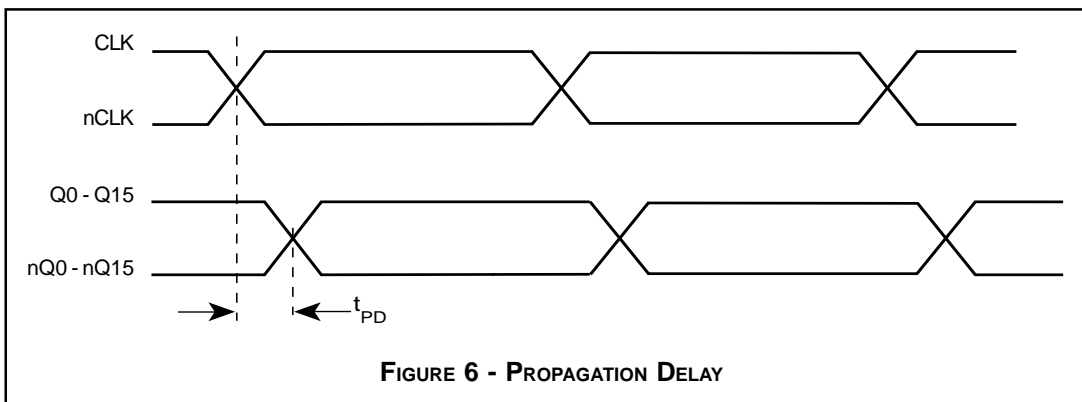 CLK
nCLK
Q0 - Q15
nQ0 - nQ15
tPD
FIGURE 6 - PROPAGATION DELAY